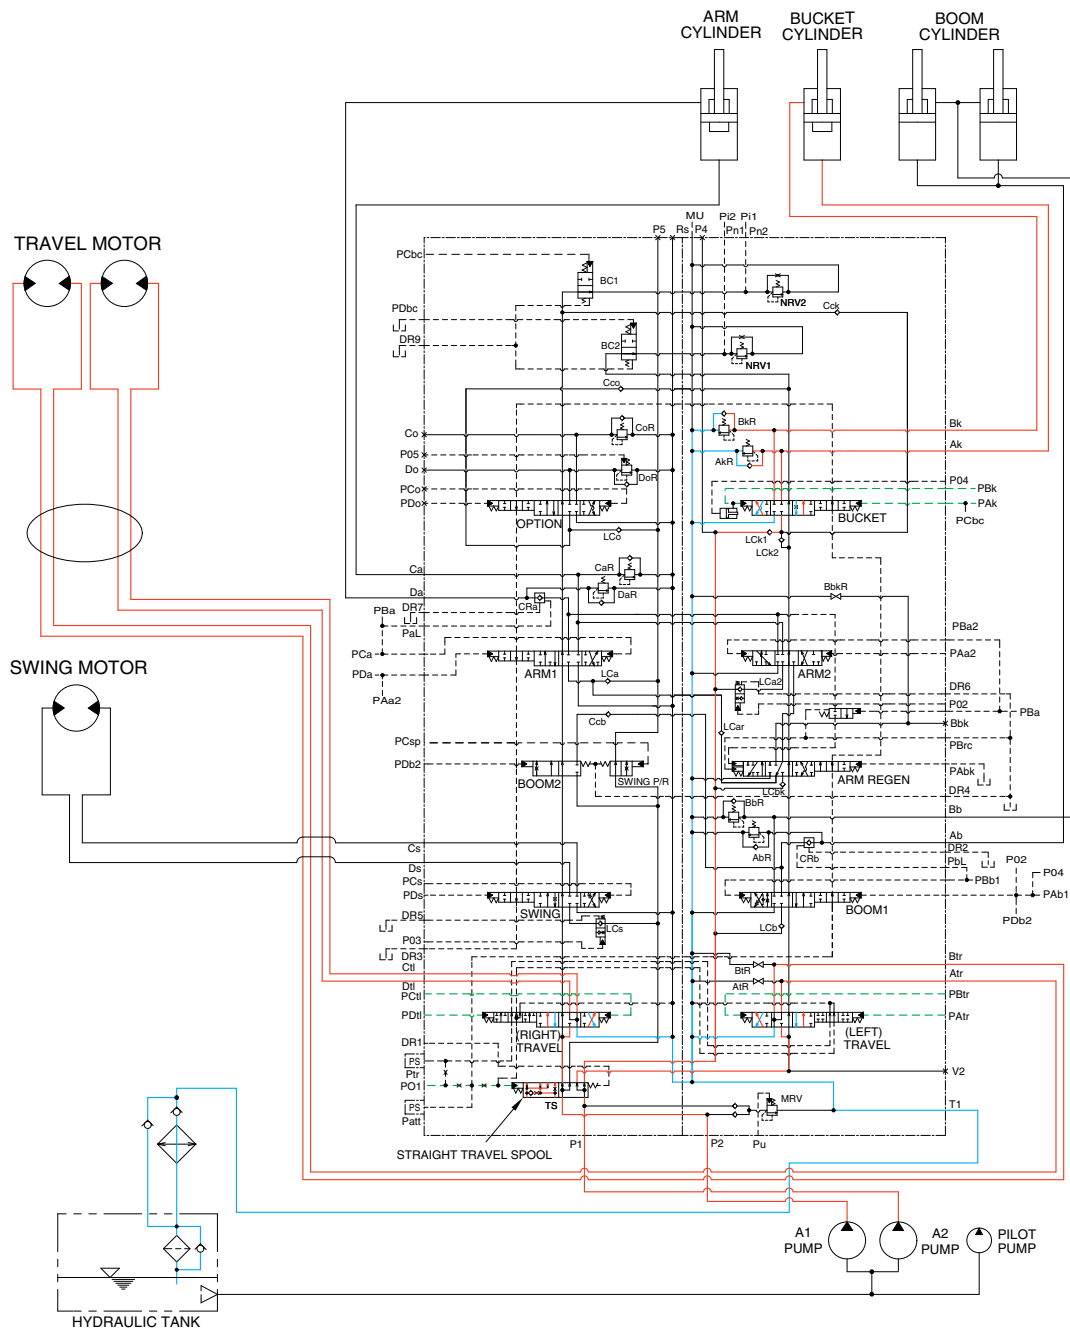 ARM
CYLINDER
BUCKET
CYLINDER
BOOM
CYLINDER
TRAVEL MOTOR
SWING MOTOR
MU
Pi2 Pi1
P5 Rs P4 Pn1 Pn2
PCbc
BC1
NRV2
Cck
PDbc
DR9
BC2
NRV1
Cco
BkR
Bk
Co
CoR
Ak
P05
AkR
Do
DoR
P04
PCo
PBk
PDo
PAk
OPTION
BUCKET
PCbc
LCo
LCk1
LCk2
Ca
CaR
DaR
BbkR
Da
CRa
PBa
DR7
PBa2
PaL
PCa
PAa2
PDa
ARM1
ARM2
PAa2
LCa
LCa2
DR6
P02
Ccb
LCar
PBa
Bbk
PCsp
PBrc
PDb2
PAbk
SWING P/R
BOOM2
ARM REGEN
LCbk
DR4
BbR
Bb
AbR
Ab
CRb
Cs
DR2
Ds
PbL
P02
P04
PCs
PBb1
PDs
PAb1
SWING
BOOM1
DR5
PDb2
LCs
LCb
P03
DR3
Btr
Ctl
BtR
Atr
Dtl
AtR
PCtl
PBtr
PDtl
PAtr
(RIGHT)
TRAVEL
(LEFT)
TRAVEL
DR1
PS
Ptr
V2
PO1
PS
TS
MRV
T1
Patt
P1
P2
Pu
STRAIGHT TRAVEL SPOOL
A1
PUMP
A2
PUMP
PILOT
PUMP
HYDRAULIC TANK